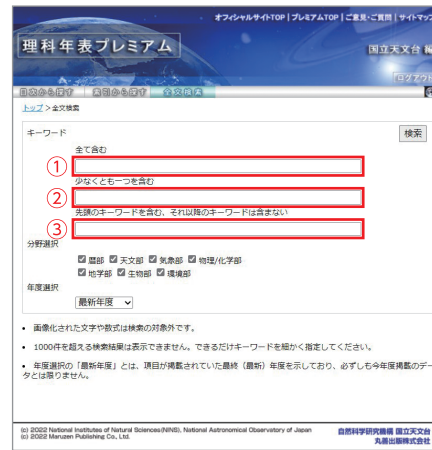 オフィシャルサイトTOP | プレミアムTOP | ご意見・ご質問 | サイトマップ
理科年表プレミアム
国立天文台 編
ログアウト
目次から探す 索引から探す 全文検索
トップ > 全文検索
キーワード
検索
全て含む
①
少なくとも一つを含む
②
先頭のキーワードを含む、それ以降のキーワードは含まない
③
分野選択
暦部 天文部 気象部 物理/化学部
地学部 生物部 環境部
年度選択
最新年度
• 画像化された文字や数式は検索の対象外です。
• 1000件を超える検索結果は表示できません。できるだけキーワードを細かく指定してください。
• 年度選択の「最新年度」とは、項目が掲載されていた最終（最新）年度を示しており、必ずしも今年度掲載のデー
タとは限りません。
(c) 2022 National Institutes of Natural Sciences(NINS), National Astronomical Observatory of Japan
(c) 2022 Maruzen Publishing Co., Ltd.
自然科学研究機構 国立天文台
丸善出版株式会社